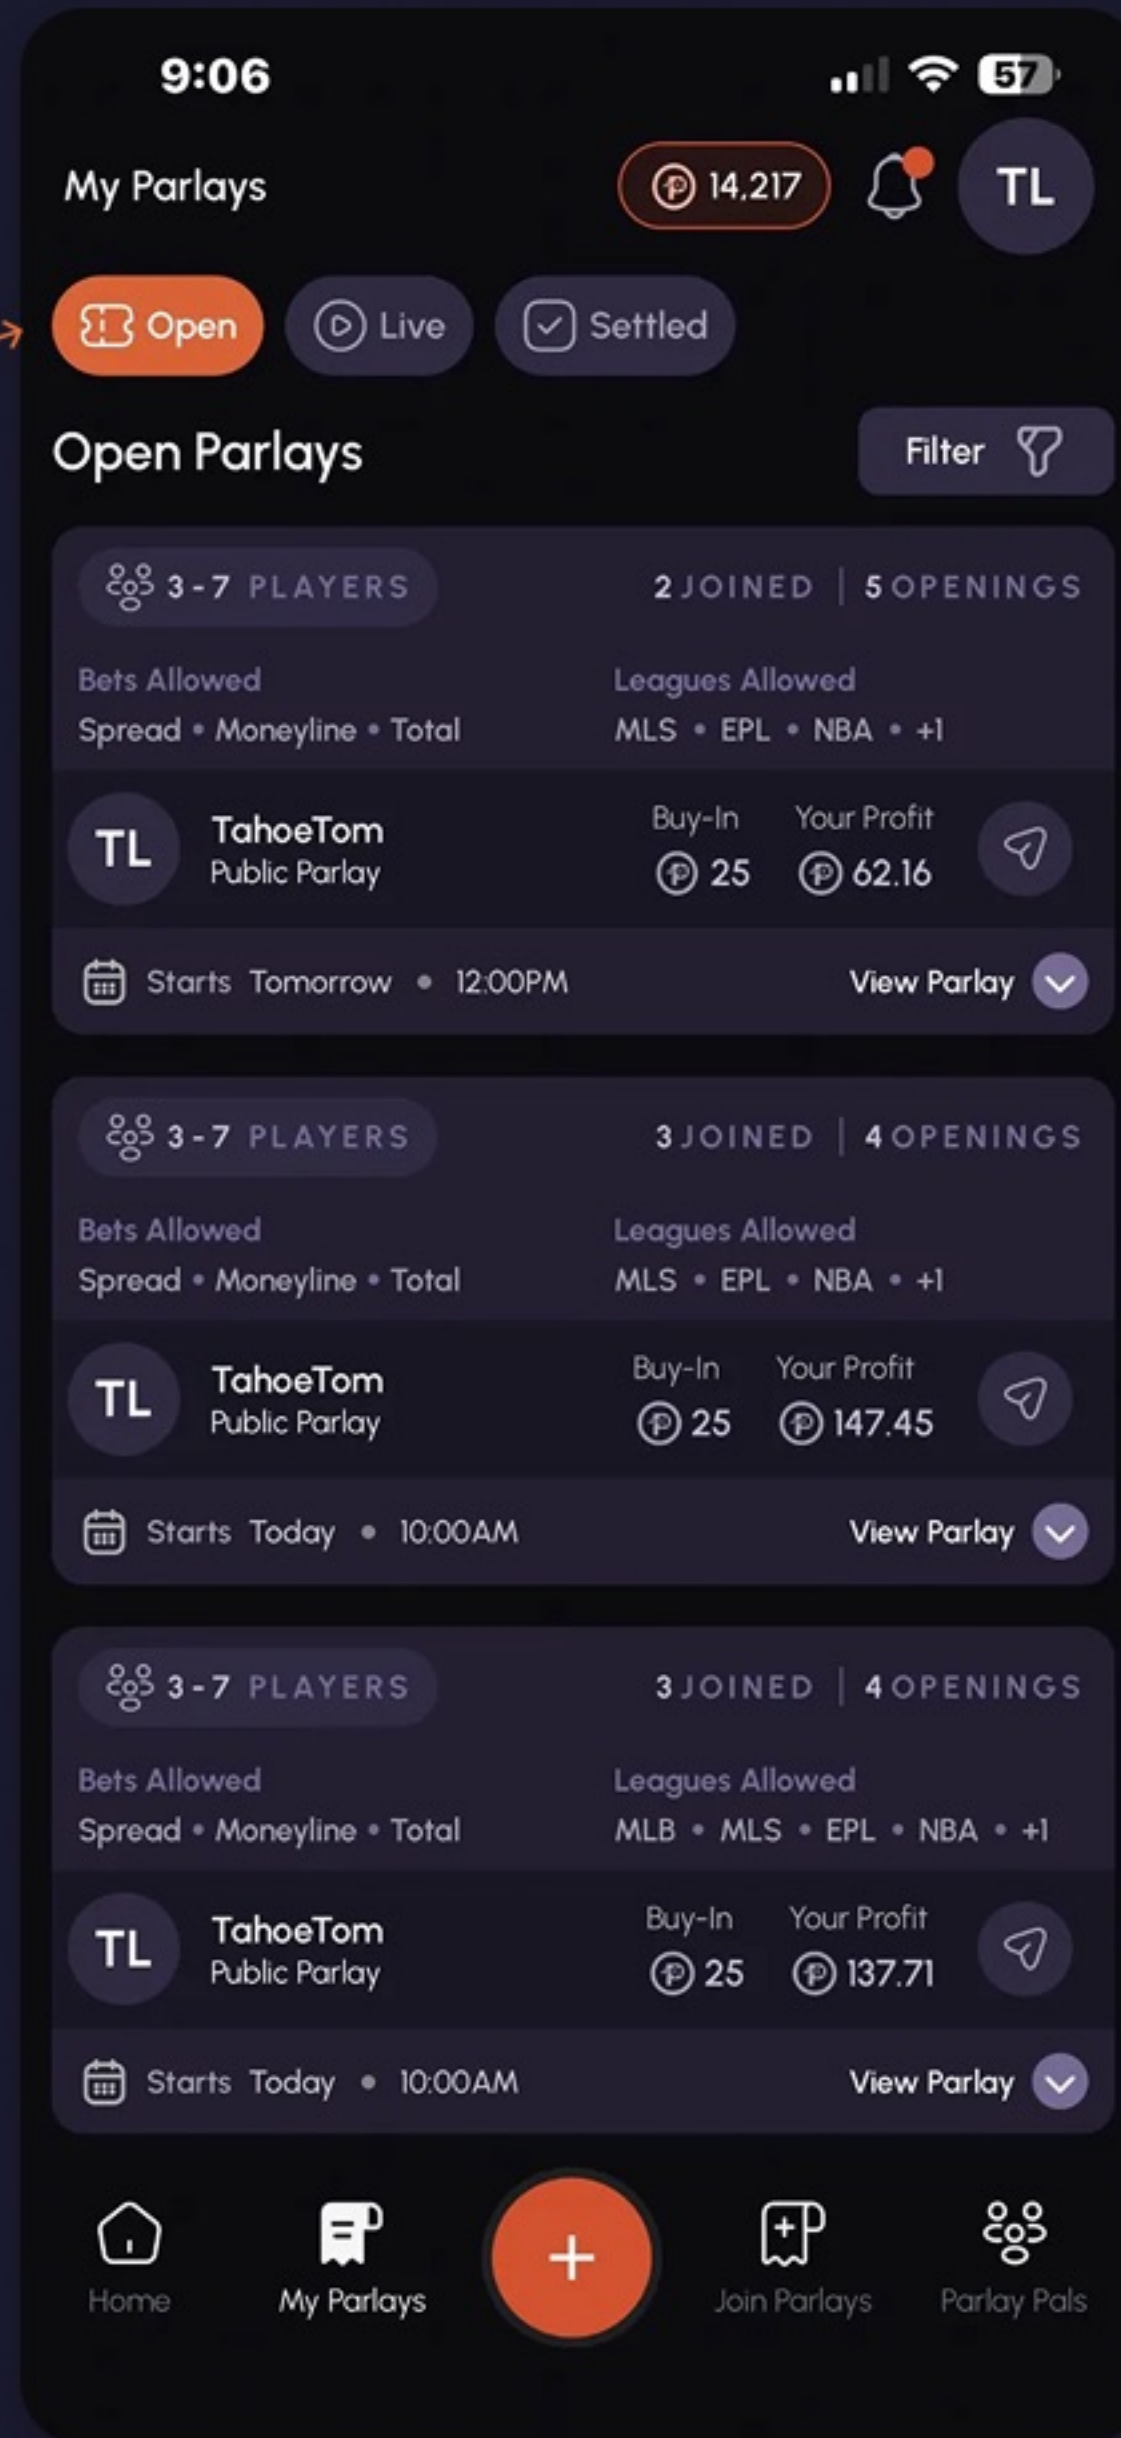 9:06 57
My Parlays 14,217 TL
Open Live Settled
Open Parlays Filter
3 - 7 PLAYERS 2 JOINED | 5 OPENINGS
Bets Allowed Leagues Allowed
Spread • Moneyline • Total MLS • EPL • NBA • +1
TL TahoeTom Buy-In Your Profit
Public Parlay 25 62.16
Starts Tomorrow • 12:00PM View Parlay
3 - 7 PLAYERS 3 JOINED | 4 OPENINGS
Bets Allowed Leagues Allowed
Spread • Moneyline • Total MLS • EPL • NBA • +1
TL TahoeTom Buy-In Your Profit
Public Parlay 25 147.45
Starts Today • 10:00AM View Parlay
3 - 7 PLAYERS 3 JOINED | 4 OPENINGS
Bets Allowed Leagues Allowed
Spread • Moneyline • Total MLB • MLS • EPL • NBA • +1
TL TahoeTom Buy-In Your Profit
Public Parlay 25 137.71
Starts Today • 10:00AM View Parlay
Home My Parlays + Join Parlays Parlay Pals